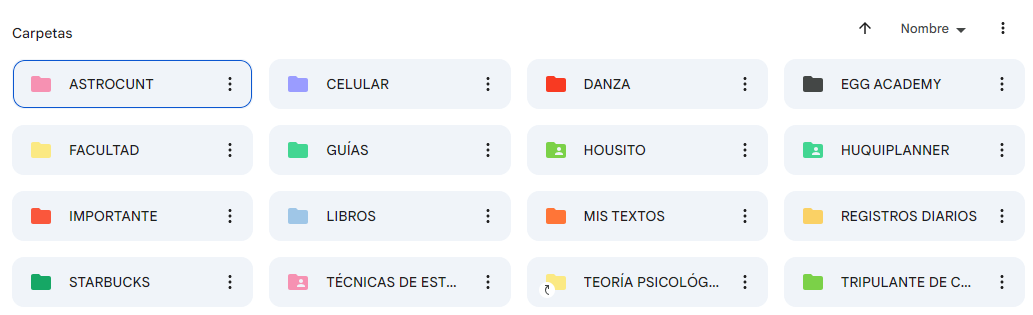 Carpetas
Nombre
ASTROCUNT
CELULAR
DANZA
EGG ACADEMY
FACULTAD
GUÍAS
HOUSITO
HUQUIPLANNER
IMPORTANTE
LIBROS
MIS TEXTOS
REGISTROS DIARIOS
STARBUCKS
TÉCNICAS DE EST...
TEORÍA PSICOLÓG...
TRIPULANTE DE C...